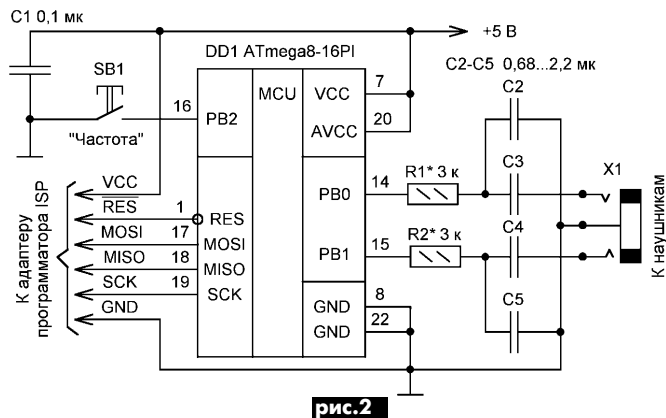 С1 0,1 мк
+5 В
DD1 ATmega8-16PI
С2-С5 0,68...2,2 мк
SB1
"Частота"
16
PB2
MCU
VCC
7
AVCC
20
C2
C3
C4
C5
X1
PB0
14
R1* 3 к
PB1
15
R2* 3 к
К наушникам
К адаптеру
программатора ISP
VCC
RES
1
RES
MOSI
17
MOSI
MISO
18
MISO
SCK
19
SCK
GND
GND
8
GND
22
рис.2